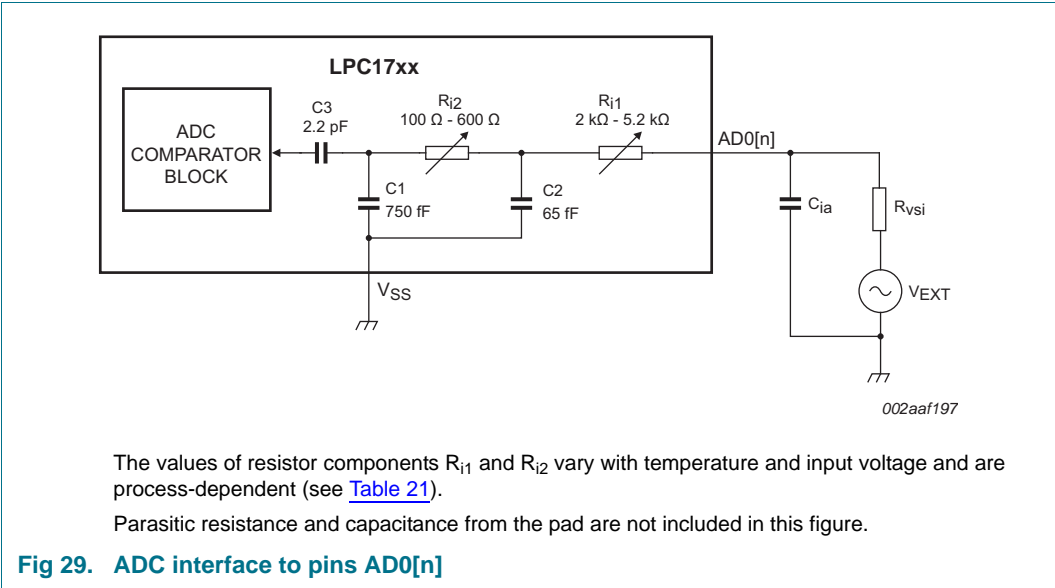 LPC17xx
ADC
COMPARATOR
BLOCK
C3
2.2 pF
Ri2
100 Ω - 600 Ω
Ri1
2 kΩ - 5.2 kΩ
AD0[n]
C1
750 fF
C2
65 fF
Cia
Rvsi
VSS
VEXT
002aaf197
The values of resistor components Ri1 and Ri2 vary with temperature and input voltage and are
process-dependent (see Table 21).
Parasitic resistance and capacitance from the pad are not included in this figure.
Fig 29. ADC interface to pins AD0[n]